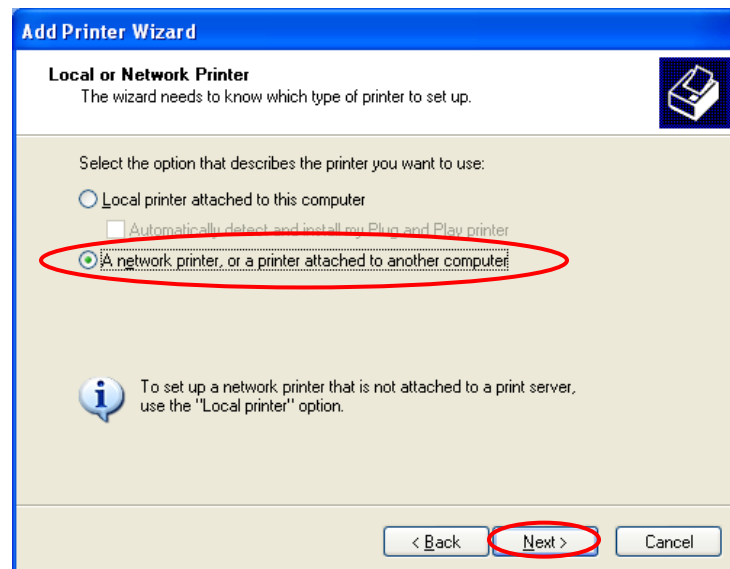 Add Printer Wizard
Local or Network Printer
The wizard needs to know which type of printer to set up.
Select the option that describes the printer you want to use:
Local printer attached to this computer
Automatically detect and install my Plug and Play printer
A network printer, or a printer attached to another computer
To set up a network printer that is not attached to a print server,
use the "Local printer" option.
< Back Next > Cancel